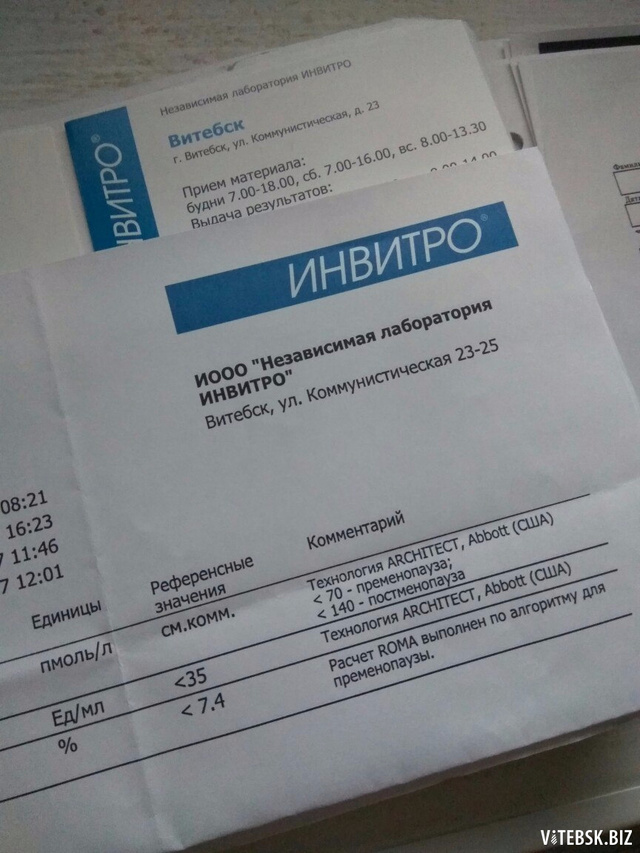 Независимая лаборатория ИНВИТРО
Витебск
г. Витебск, ул. Коммунистическая, д. 23
Прием материала:
будни 7.00-18.00, сб. 7.00-16.00, вс. 8.00-13.30
Выдача результатов:
ИНВИТРО®
ИНВИТРО®
ИООО "Независимая лаборатория
ИНВИТРО"
Витебск, ул. Коммунистическая 23-25
08:21
16:23
7 11:46
7 12:01
Единицы
Референсные
значения
Комментарий
пмоль/л
см.комм.
Технология ARCHITECT, Abbott (США)
< 70 - пременопауза;
< 140 - постменопауза
Ед/мл
<35
Технология ARCHITECT, Abbott (США)
%
< 7.4
Расчет ROMA выполнен по алгоритму для
пременопаузы.
VITEBSK.BIZ